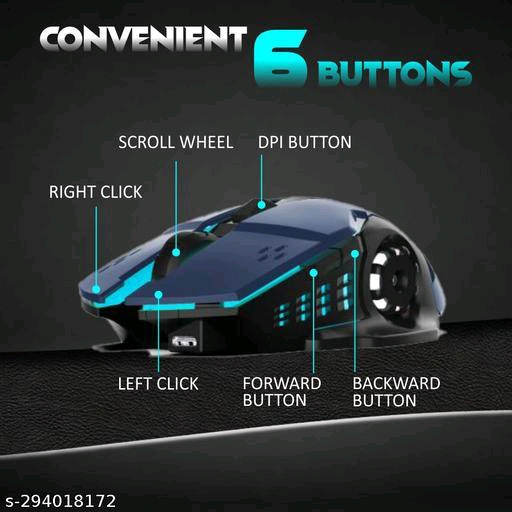 CONVENIENT 6 BUTTONS
SCROLL WHEEL
DPI BUTTON
RIGHT CLICK
LEFT CLICK
FORWARD
BUTTON
BACKWARD
BUTTON
s-294018172